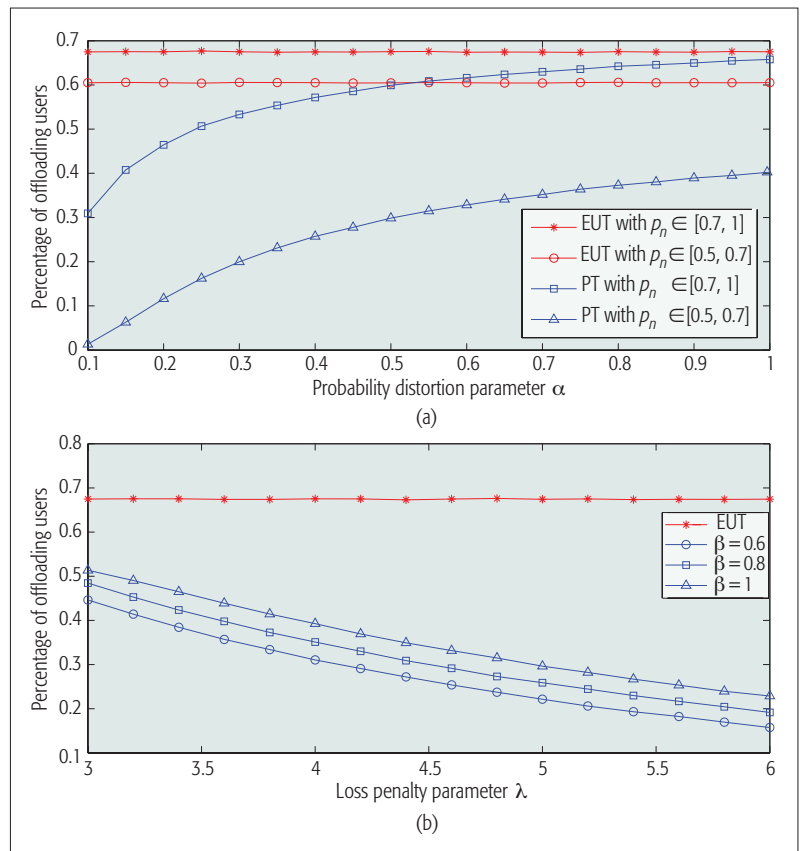 0.7
0.6
0.5
0.4
0.3
0.2
0.1
0
Percentage of offloading users
EUT with pₙ ∈ [0.7, 1]
EUT with pₙ ∈ [0.5, 0.7]
PT with pₙ ∈ [0.7, 1]
PT with pₙ ∈ [0.5, 0.7]
0.1 0.2 0.3 0.4 0.5 0.6 0.7 0.8 0.9 1
Probability distortion parameter α
(a)
0.8
0.7
0.6
0.5
0.4
0.3
0.2
0.1
Percentage of offloading users
EUT
β = 0.6
β = 0.8
β = 1
3 3.5 4 4.5 5 5.5 6
Loss penalty parameter λ
(b)